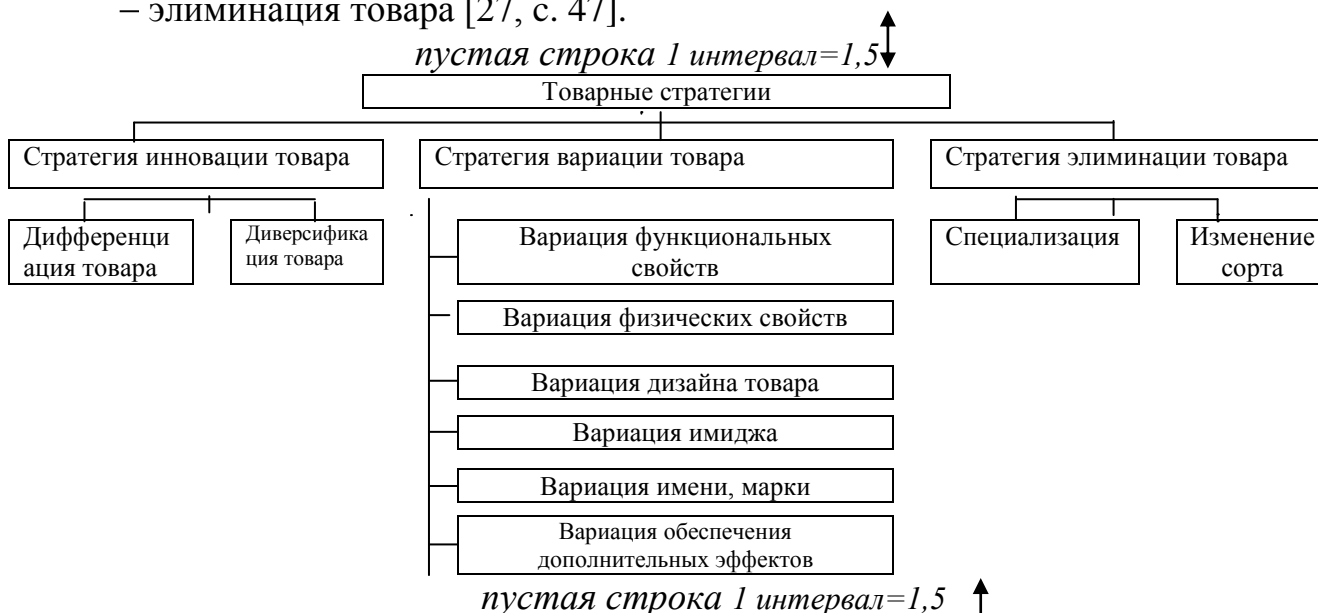 – элиминация товара [27, с. 47].
пустая строка 1 интервал=1,5
Товарные стратегии
Стратегия инновации товара
Стратегия вариации товара
Стратегия элиминации товара
Дифференци
ация товара
Диверсифика
ция товара
Вариация функциональных
свойств
Специализация
Изменение
сорта
Вариация физических свойств
Вариация дизайна товара
Вариация имиджа
Вариация имени, марки
Вариация обеспечения
дополнительных эффектов
пустая строка 1 интервал=1,5